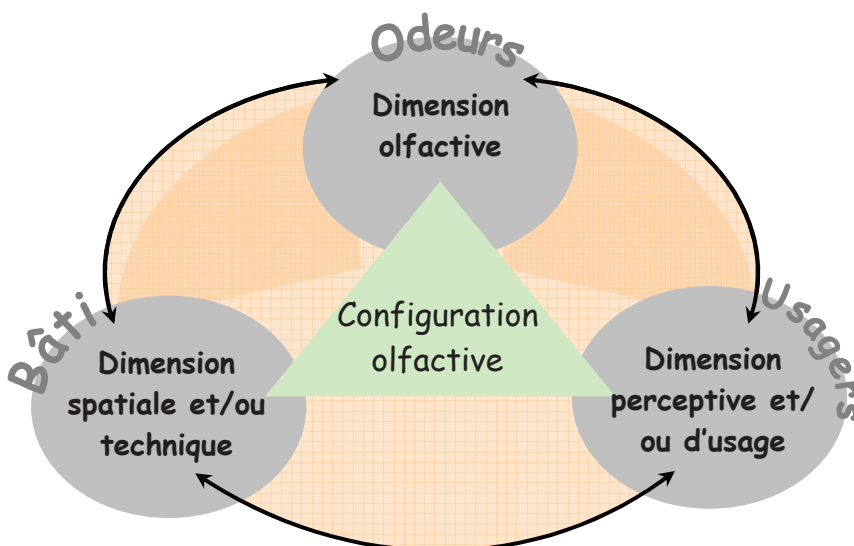 Odeurs
Dimension
olfactive
Configuration
olfactive
Bâti
Dimension
spatiale et/ou
technique
Usagers
Dimension
perceptive et/
ou d'usage